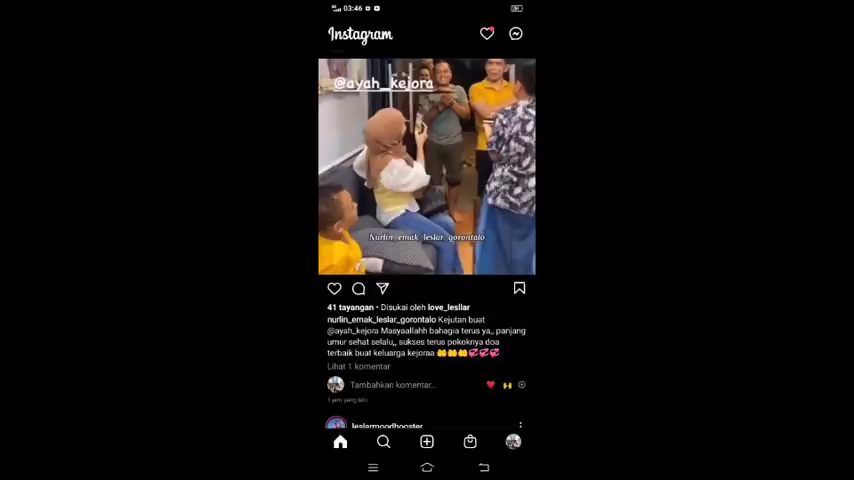 03:46
Instagram
@ayah_kejora
Nurlin_emak_leslar_gorontalo
41 tayangan • Disukai oleh love_lesllar
nurlin_emak_leslar_gorontalo Kejutan buat
@ayah_kejora Masyaallahh bahagia terus ya,, panjang
umur sehat selalu,, sukses terus pokoknya doa
terbaik buat keluarga kejoraa 🤲🤲🤲💞💞💞
Lihat 1 komentar
Tambahkan komentar...
1 jam yang lalu
leslarmoodbooster